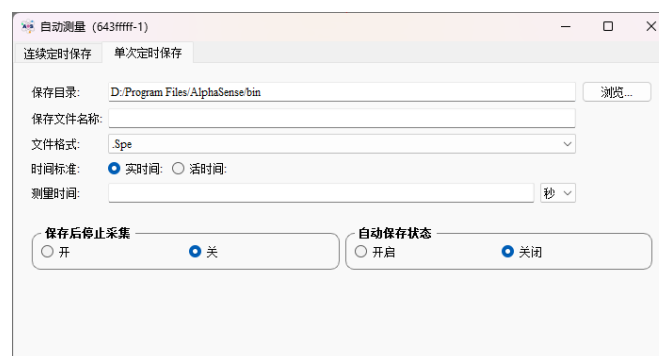 自动测量 (643fffff-1)
连续定时保存 单次定时保存
保存目录: D:/Program Files/AlphaSense/bin 浏览...
保存文件名称:
文件格式: .Spe
时间标准: 实时间: 活时间:
测量时间: 秒
保存后停止采集 自动保存状态
开 关 开启 关闭